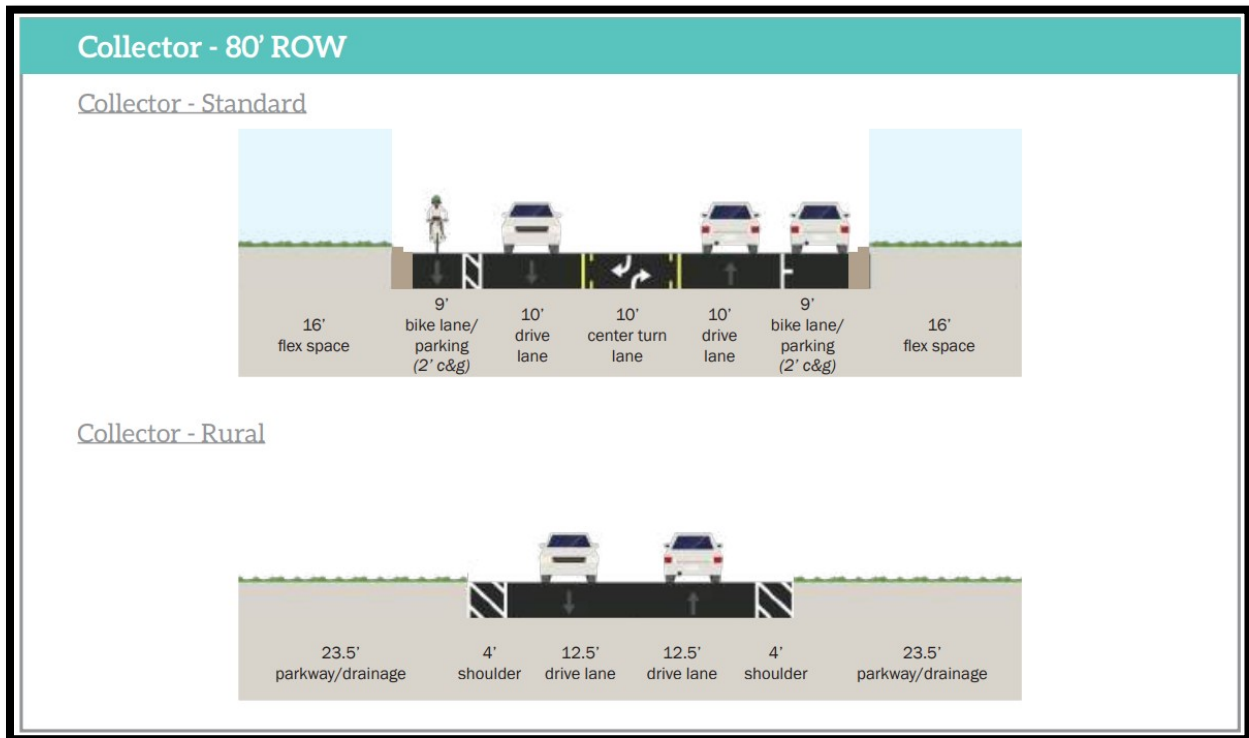 Collector - 80’ ROW
Collector - Standard
16’
flex space
9’
bike lane/
parking
(2’ c&g)
10’
drive
lane
10’
center turn
lane
10’
drive
lane
9’
bike lane/
parking
(2’ c&g)
16’
flex space
Collector - Rural
23.5’
parkway/drainage
4’
shoulder
12.5’
drive lane
12.5’
drive lane
4’
shoulder
23.5’
parkway/drainage